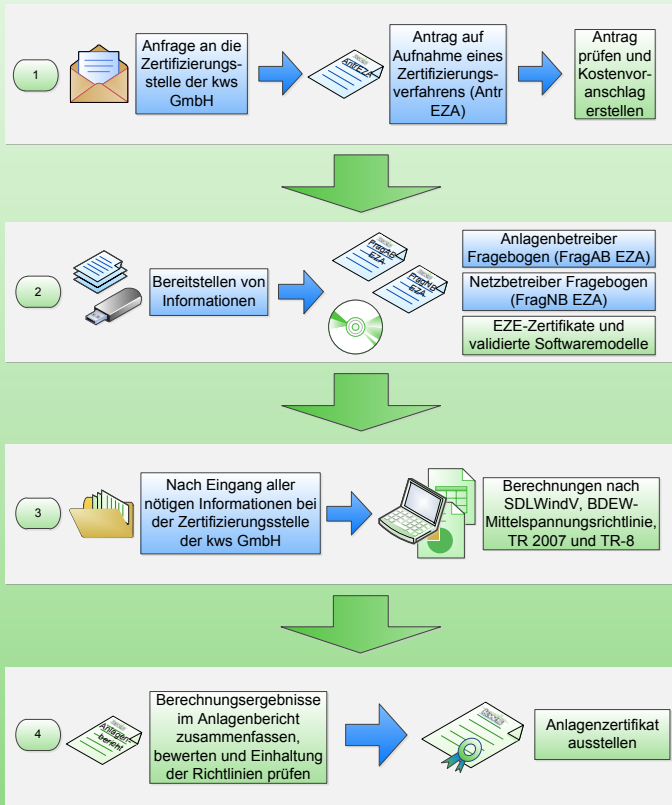 1
Anfrage an die
Zertifizierungs-
stelle der kws
GmbH
AntrEZA
Antrag auf
Aufnahme eines
Zertifizierungs-
verfahrens (Antr
EZA)
Antrag
prüfen und
Kostenvor-
anschlag
erstellen
2
Bereitstellen von
Informationen
FragAB
EZA
FragNB
EZA
Anlagenbetreiber
Fragebogen (FragAB EZA)
Netzbetreiber Fragebogen
(FragNB EZA)
EZE-Zertifikate und
validierte Softwaremodelle
3
Nach Eingang aller
nötigen Informationen bei
der Zertifizierungsstelle
der kws GmbH
Berechnungen nach
SDLWindV, BDEW-
Mittelspannungsrichtlinie,
TR 2007 und TR-8
4
Anlagen-
bericht
Berechnungsergebnisse
im Anlagenbericht
zusammenfassen,
bewerten und Einhaltung
der Richtlinien prüfen
Anlagenzertifikat
ausstellen